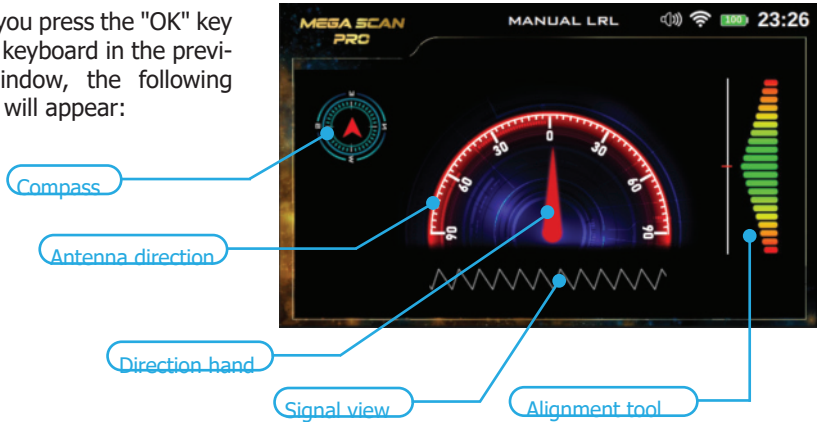 you press the "OK" key
keyboard in the previ-
indow, the following
will appear:
MEGA SCAN
PRO
MANUAL LRL
100
23:26
0
30
30
60
60
90
90
Compass
Antenna direction
Direction hand
Signal view
Alignment tool